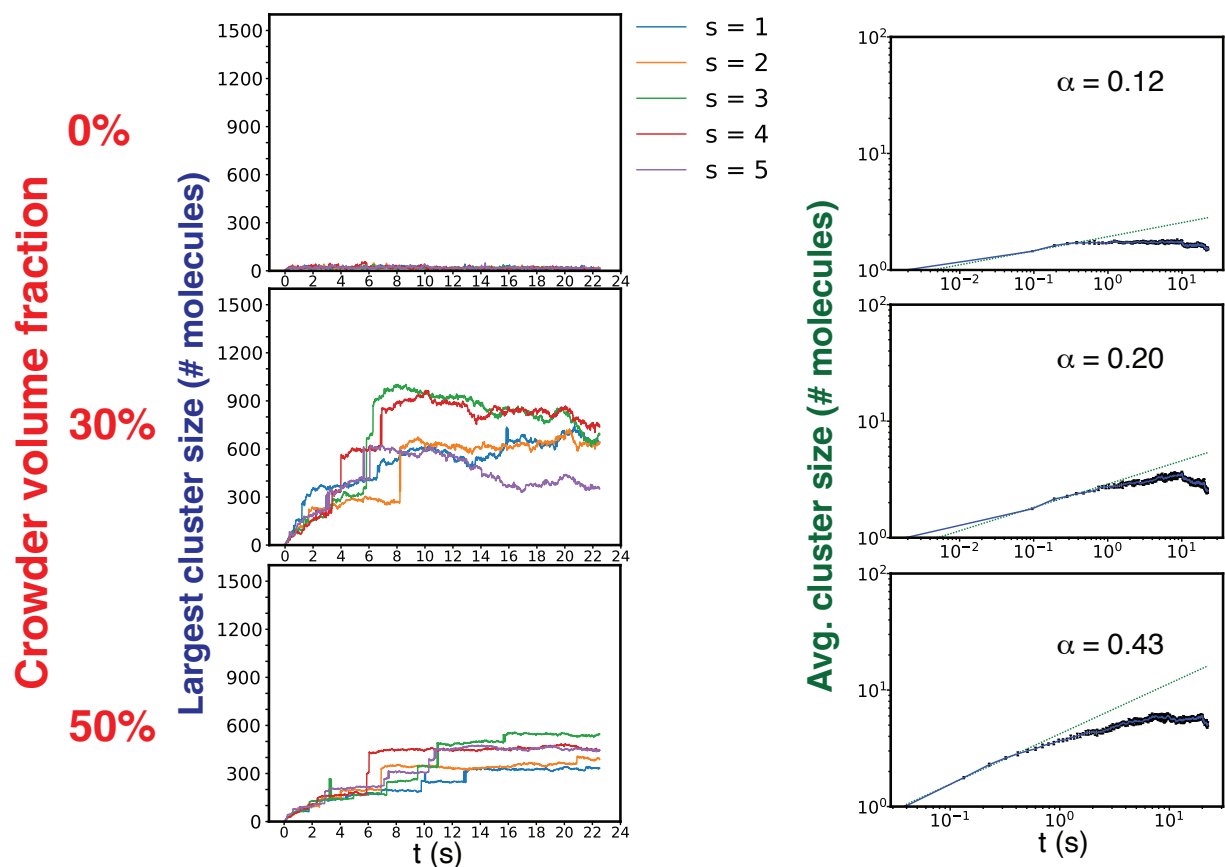 Crowder volume fraction
0%
30%
50%
Largest cluster size (# molecules)
1500
1200
900
600
300
0
0 2 4 6 8 10 12 14 16 18 20 22 24
s = 1
s = 2
s = 3
s = 4
s = 5
1500
1200
900
600
300
0
0 2 4 6 8 10 12 14 16 18 20 22 24
1500
1200
900
600
300
0
0 2 4 6 8 10 12 14 16 18 20 22 24
t (s)
Avg. cluster size (# molecules)
10²
10¹
10⁰
α = 0.12
10⁻² 10⁻¹ 10⁰ 10¹
10²
10¹
10⁰
α = 0.20
10⁻² 10⁻¹ 10⁰ 10¹
10²
10¹
10⁰
α = 0.43
10⁻¹ 10⁰ 10¹
t (s)